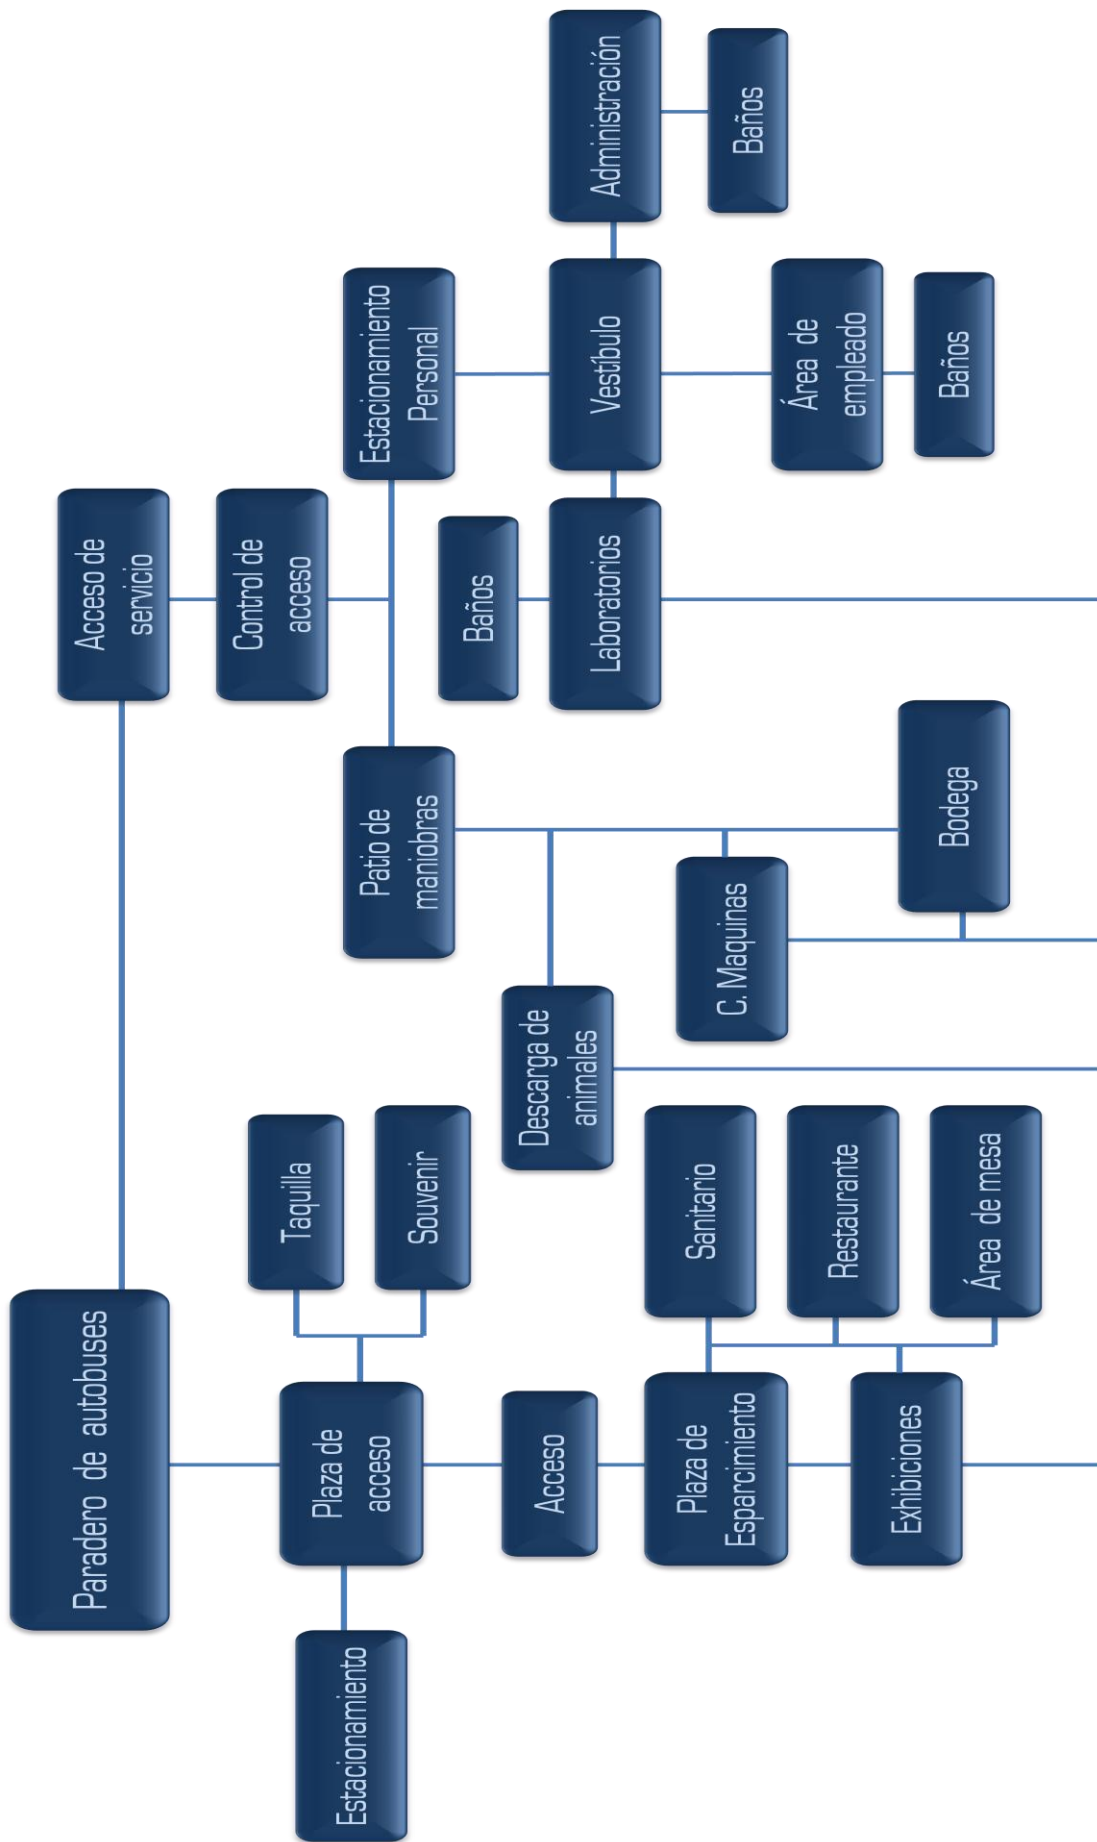 Paradero de autobuses
Acceso de
servicio
Control de
acceso
Estacionamiento
Plaza de
acceso
Taquilla
Souvenir
Patio de
maniobras
Estacionamiento
Personal
Acceso
Descarga de
animales
Baños
Laboratorios
Vestíbulo
Administración
Baños
Plaza de
Esparcimiento
Sanitario
C. Maquinas
Área de
empleado
Restaurante
Exhibiciones
Área de mesa
Bodega
Baños